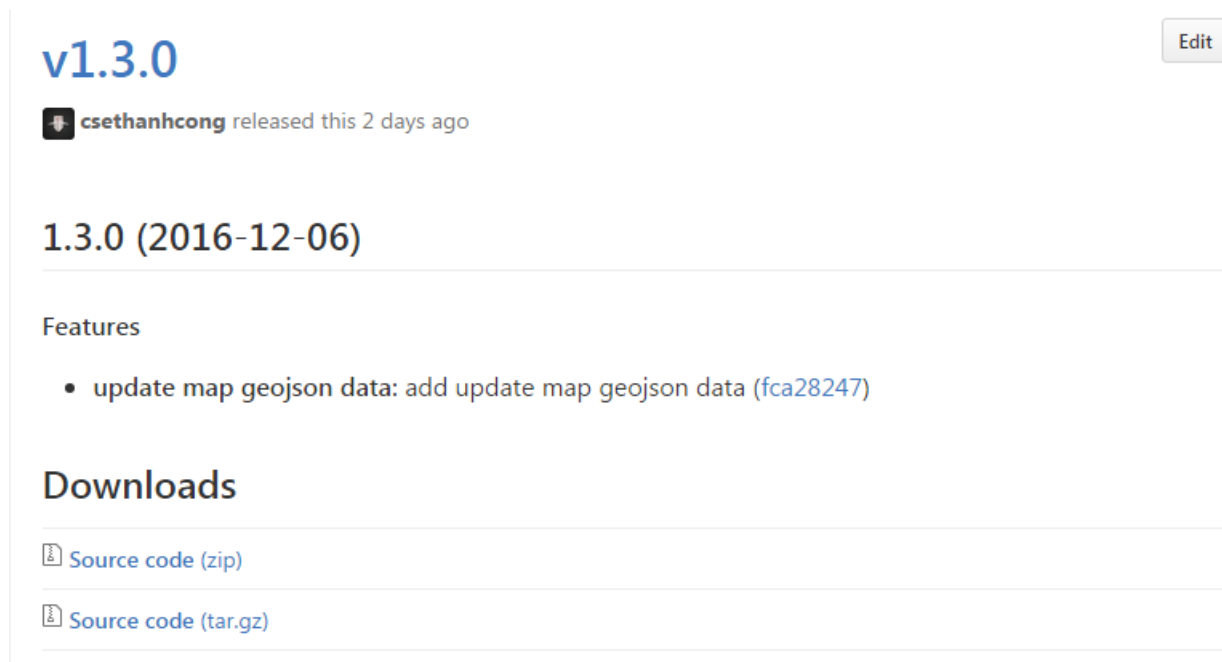 v1.3.0
Edit
csethanhcong released this 2 days ago
1.3.0 (2016-12-06)
Features
update map geojson data: add update map geojson data (fca28247)
Downloads
Source code (zip)
Source code (tar.gz)